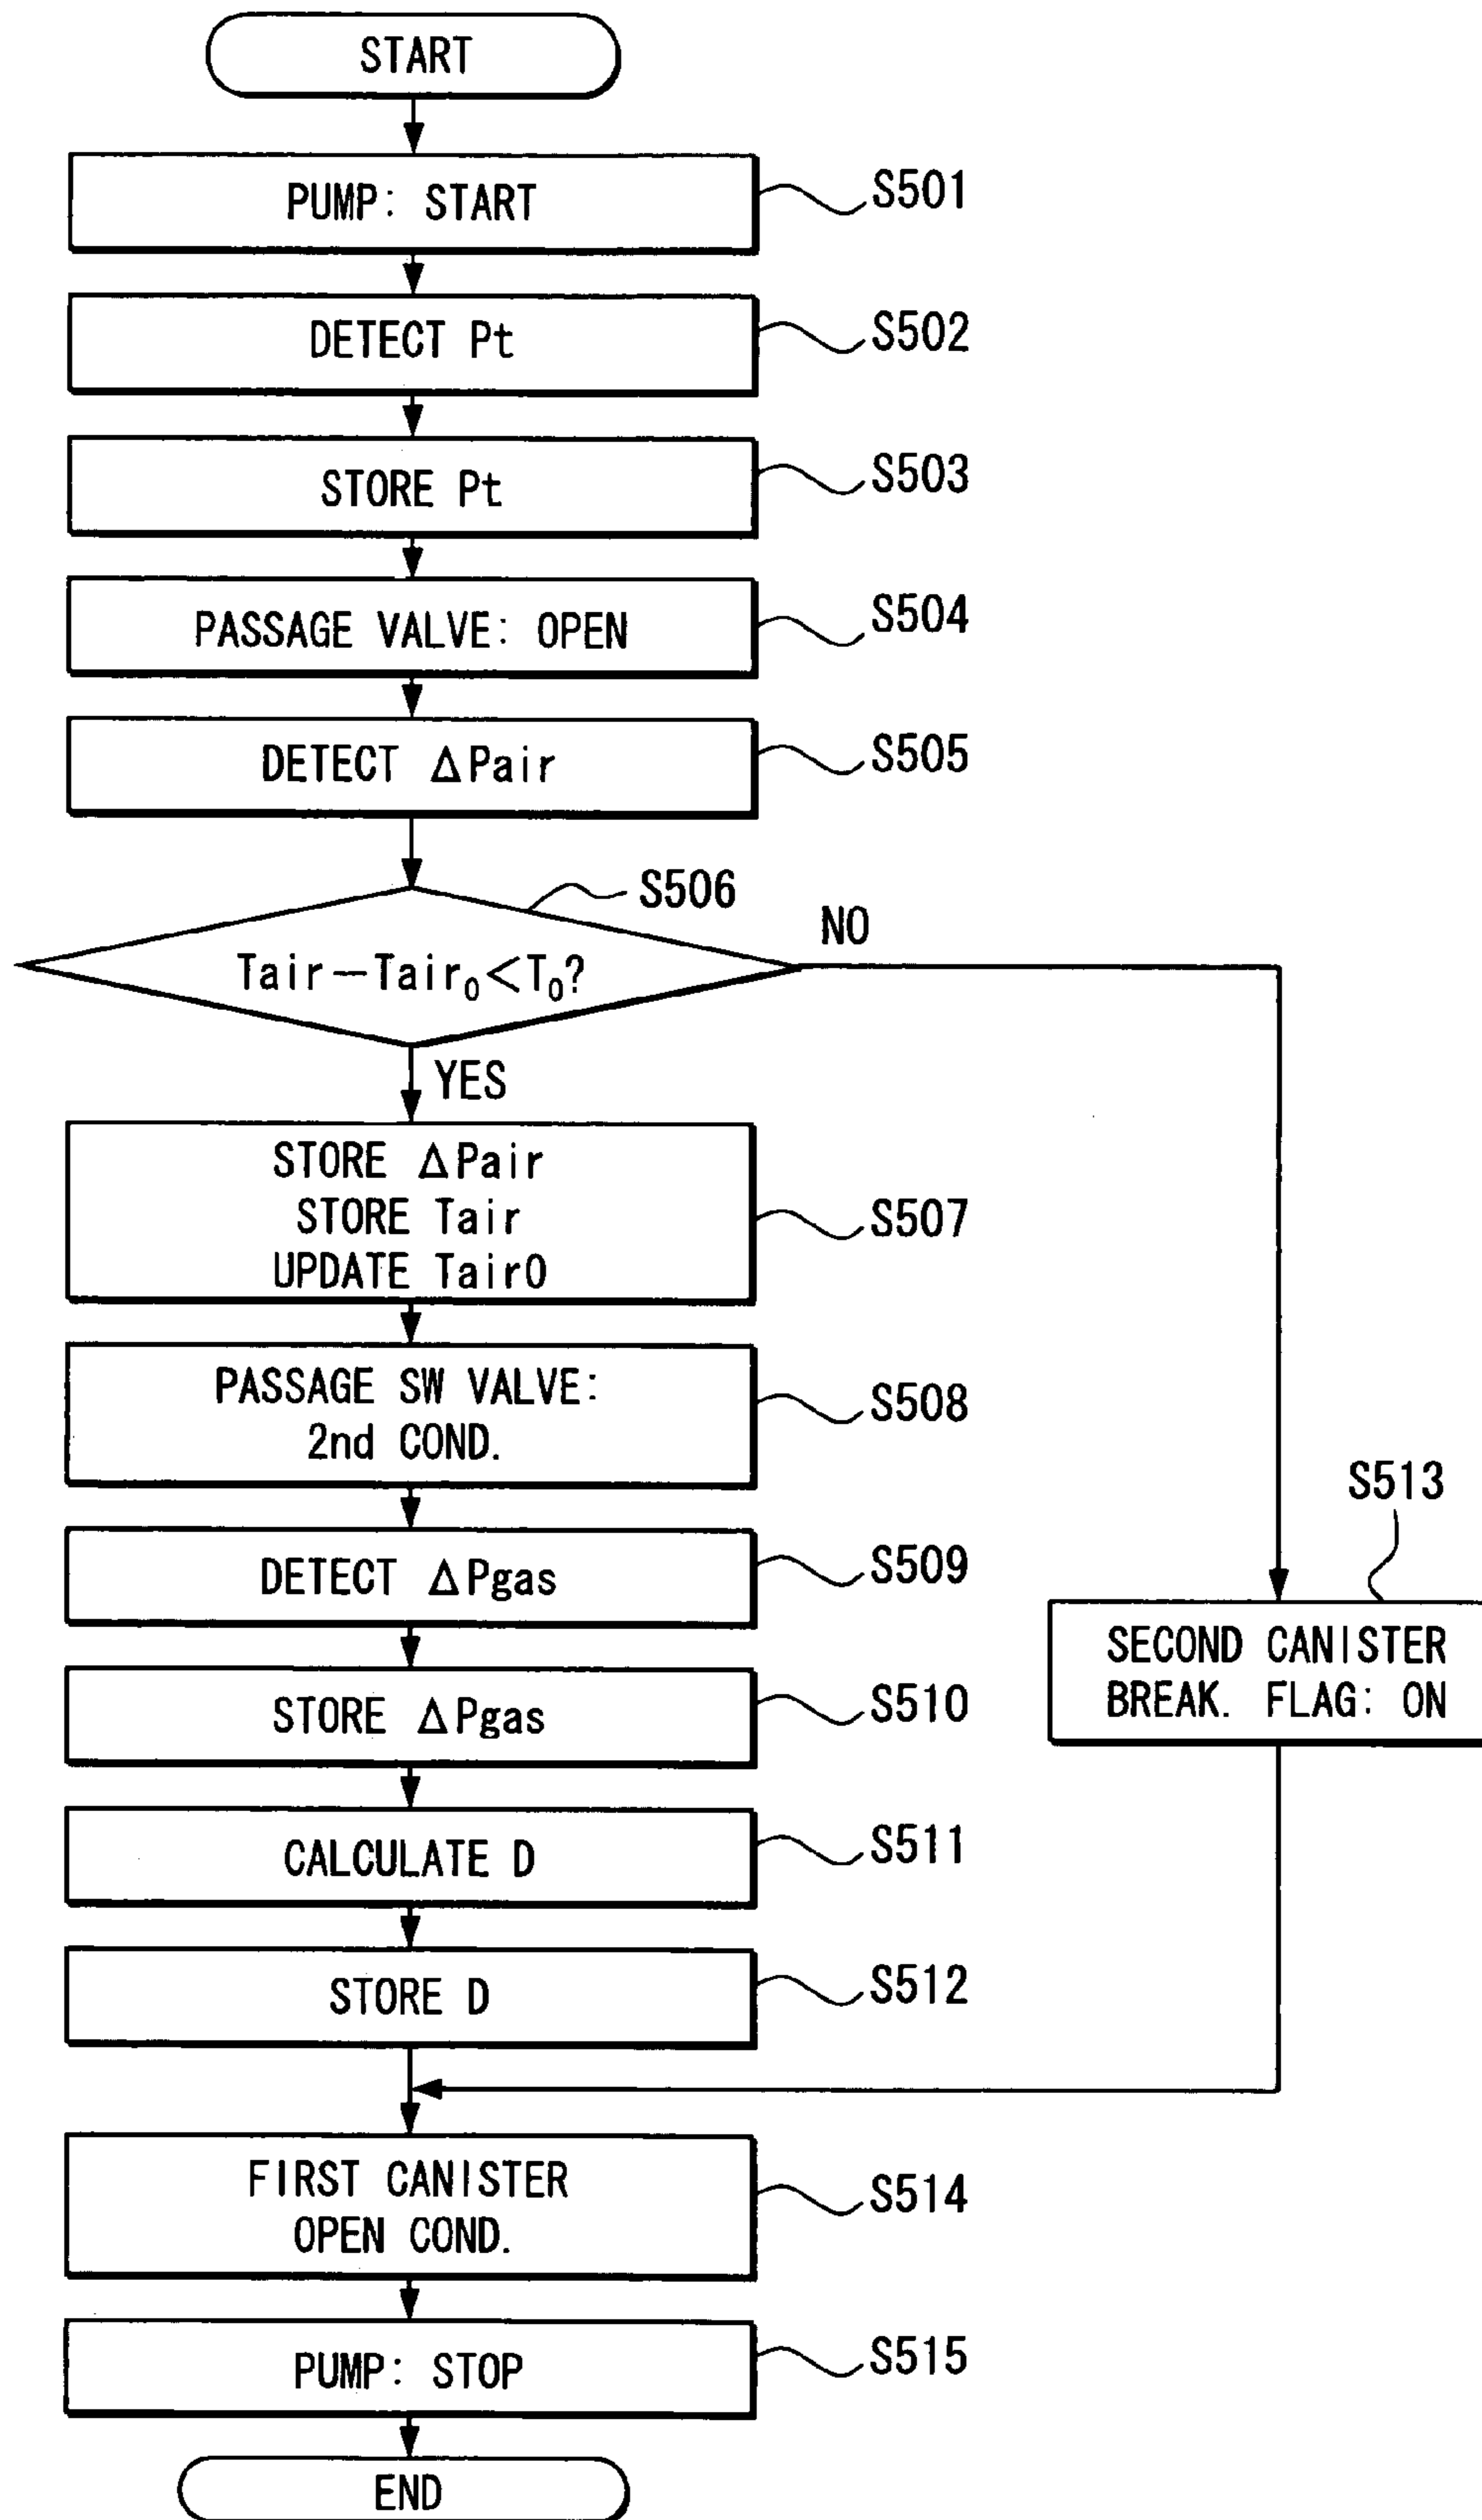 START
PUMP: START
S501
DETECT Pt
S502
STORE Pt
S503
PASSAGE VALVE: OPEN
S504
DETECT ΔPair
S505
S506
Tair−Tair₀<T₀?
NO
YES
STORE ΔPair
STORE Tair
UPDATE Tair0
S507
PASSAGE SW VALVE:
2nd COND.
S508
DETECT ΔPgas
S509
S513
SECOND CANISTER
BREAK. FLAG: ON
STORE ΔPgas
S510
CALCULATE D
S511
STORE D
S512
FIRST CANISTER
OPEN COND.
S514
PUMP: STOP
S515
END